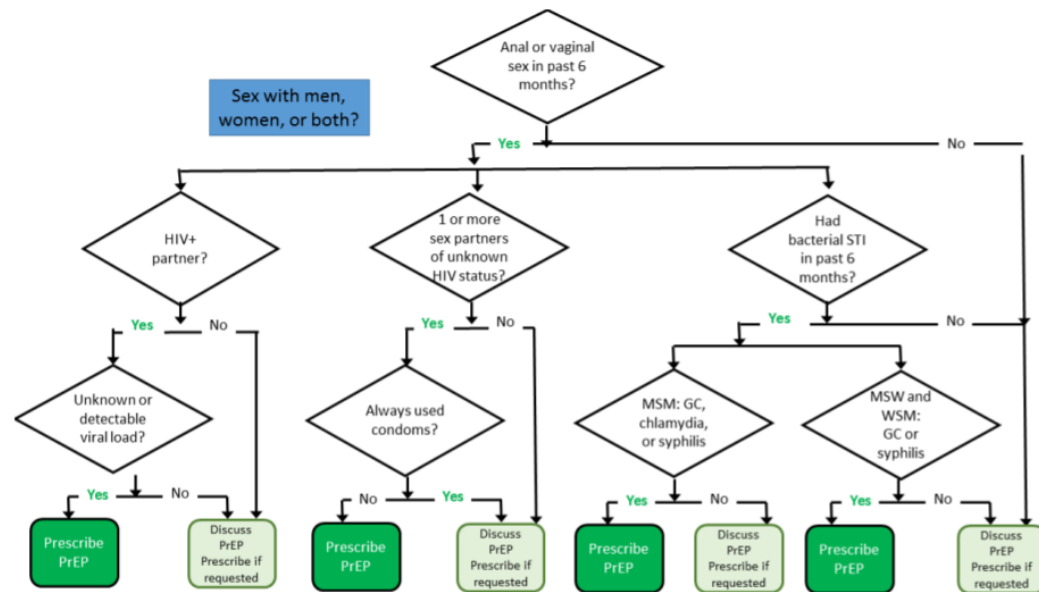 Anal or vaginal
sex in past 6
months?
Sex with men,
women, or both?
Yes
No
HIV+
partner?
1 or more
sex partners
of unknown
HIV status?
Had
bacterial STI
in past 6
months?
Yes
No
Yes
No
Yes
No
Unknown or
detectable
viral load?
Always used
condoms?
MSM: GC,
chlamydia,
or syphilis
MSW and
WSM:
GC or
syphilis
Yes
No
No
Yes
Yes
No
Yes
No
Prescribe
PrEP
Discuss
PrEP
Prescribe if
requested
Prescribe
PrEP
Discuss
PrEP
Prescribe if
requested
Prescribe
PrEP
Discuss
PrEP
Prescribe if
requested
Prescribe
PrEP
Discuss
PrEP
Prescribe if
requested